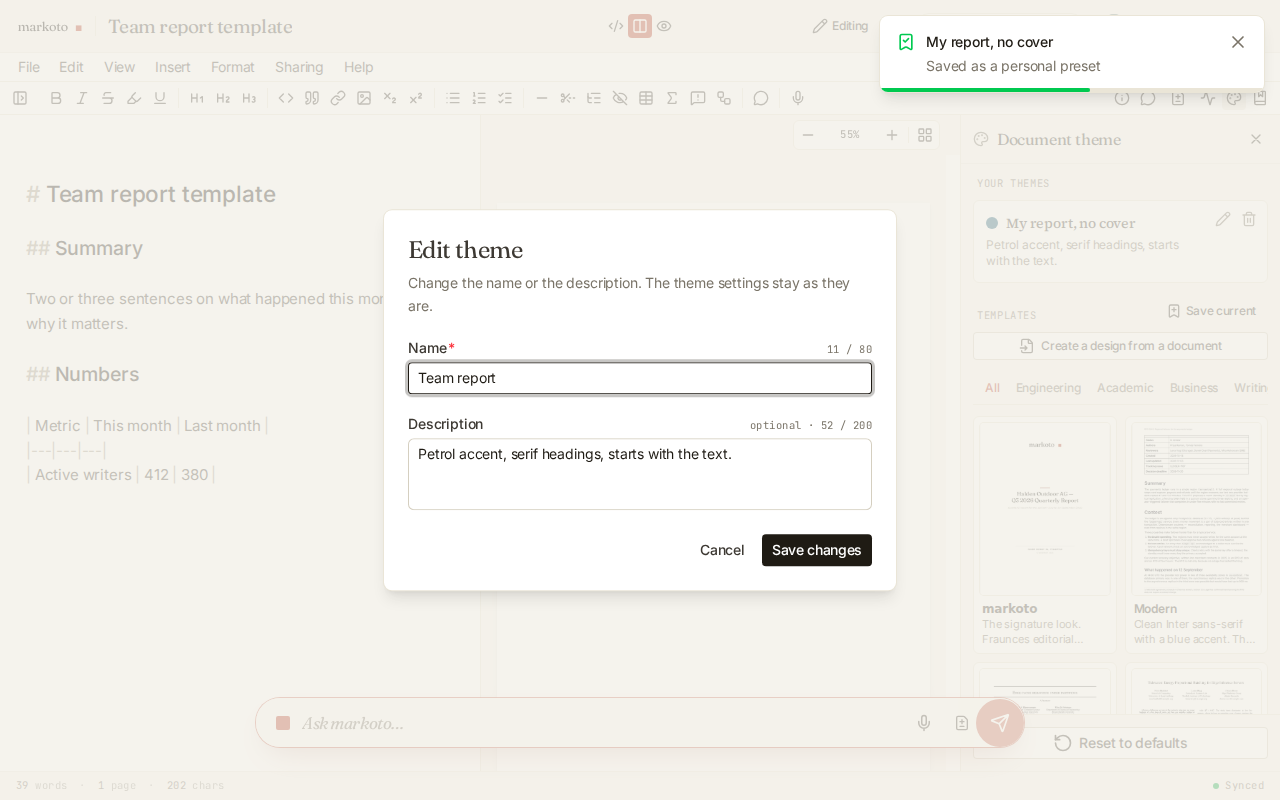 markoto
Team report template
Editing
My report, no cover
Saved as a personal preset
File Edit View Insert Format Sharing Help
H1 H2 H3
55%
Document theme
# Team report template
## Summary
Two or three sentences on what happened this mon
why it matters.
## Numbers
| Metric | This month | Last month |
|---|---|---|
| Active writers | 412 | 380 |
Edit theme
Change the name or the description. The theme settings stay as they
are.
Name* 11 / 80
Team report
Description optional · 52 / 200
Petrol accent, serif headings, starts with the text.
Cancel Save changes
YOUR THEMES
My report, no cover
Petrol accent, serif headings, starts
with the text.
TEMPLATES Save current
Create a design from a document
All Engineering Academic Business Writin
markoto
Summary
Context
markoto Modern
The signature look. Clean Inter sans-serif
Fraunces editorial... with a blue accent. Th...
Ask markoto...
Reset to defaults
39 words · 1 page · 202 chars
Synced